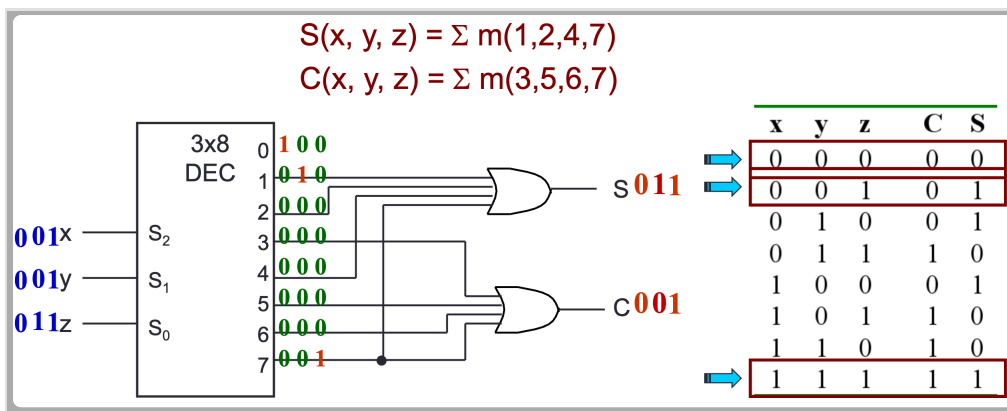 S(x, y, z) = Σ m(1,2,4,7)
C(x, y, z) = Σ m(3,5,6,7)
3x8
DEC
0 1 0 0
1 0 1 0
2 0 0 0
3 0 0 0
4 0 0 0
5 0 0 0
6 0 0 0
7 0 0 1
0 0 1 x S₂
0 0 1 y S₁
0 1 1 z S₀
S 0 1 1
C 0 0 1
x y z C S
0 0 0 0 0
0 0 1 0 1
0 1 0 0 1
0 1 1 1 0
1 0 0 0 1
1 0 1 1 0
1 1 0 1 0
1 1 1 1 1